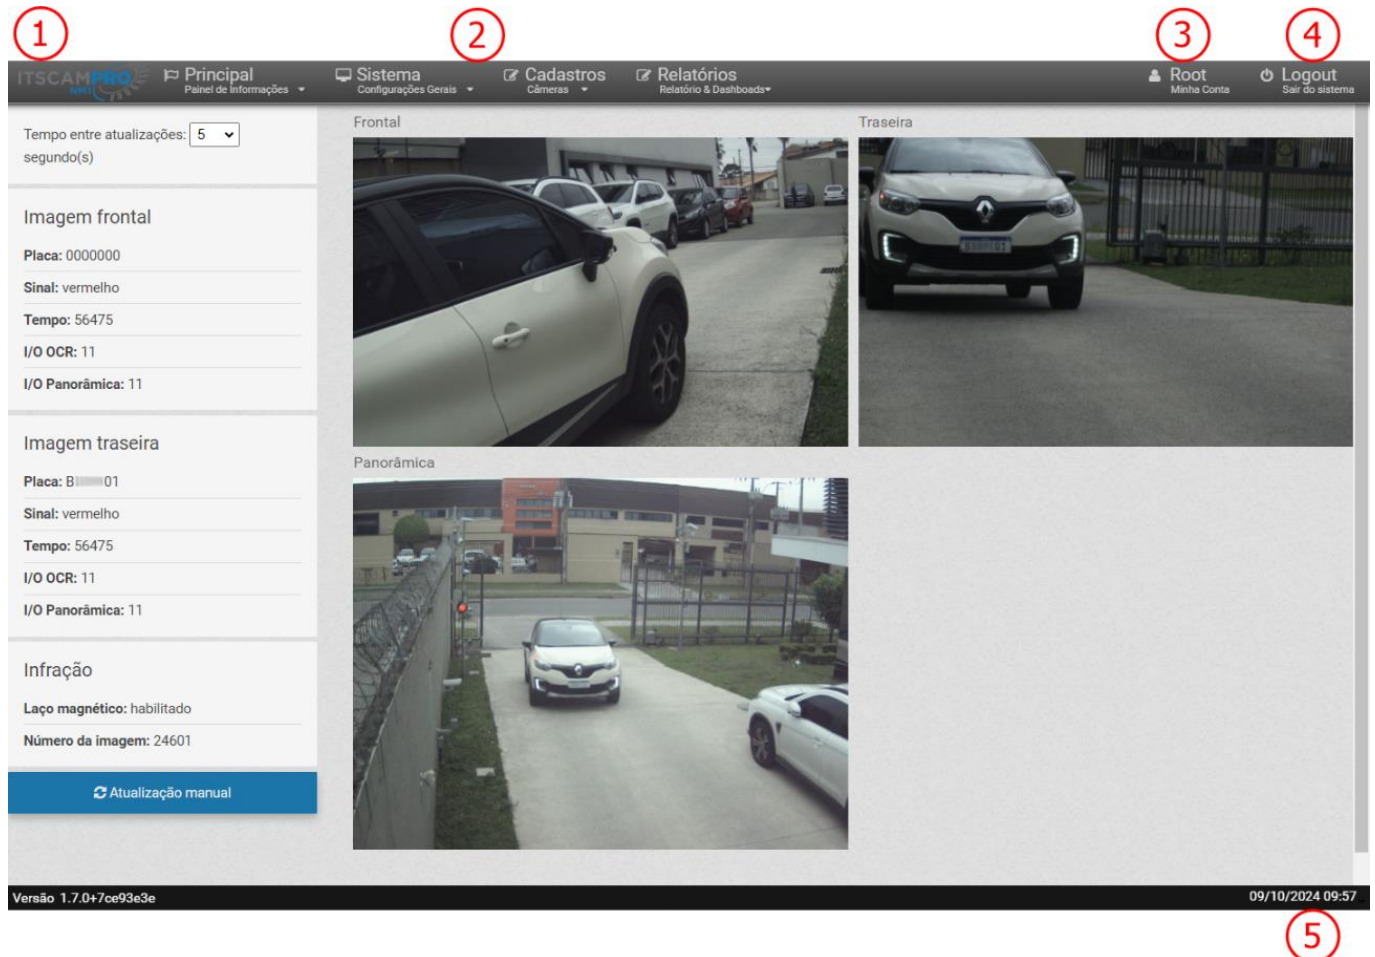 1
2
3
4
ITSCAMPRO
Principal
Painel de Informações
Sistema
Configurações Gerais
Cadastros
Câmeras
Relatórios
Relatório & Dashboads
Root
Minha Conta
Logout
Sair do sistema
Tempo entre atualizações: 5
segundo(s)
Imagem frontal
Placa: 0000000
Sinal: vermelho
Tempo: 56475
I/O OCR: 11
I/O Panorâmica: 11
Imagem traseira
Placa: B 01
Sinal: vermelho
Tempo: 56475
I/O OCR: 11
I/O Panorâmica: 11
Infração
Laço magnético: habilitado
Número da imagem: 24601
Atualização manual
Frontal
Traseira
Panorâmica
Versão 1.7.0+7ce93e3e
09/10/2024 09:57
5